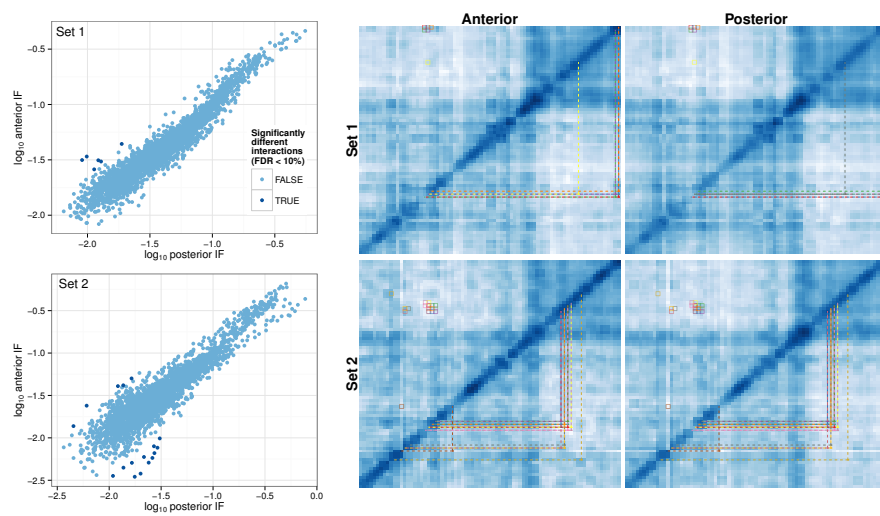 Anterior
Posterior
Set 1
−0.5
−1.0
−1.5
−2.0
log10 anterior IF
Significantly
different
interactions
(FDR < 10%)
FALSE
TRUE
−2.0
−1.5
−1.0
−0.5
log10 posterior IF
Set 1
Set 2
−0.5
−1.0
−1.5
−2.0
−2.5
log10 anterior IF
−2.5
−2.0
−1.5
−1.0
−0.5
0.0
log10 posterior IF
Set 2